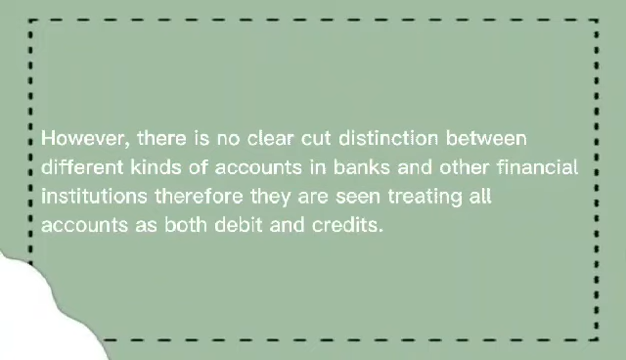 However, there is no clear cut distinction between
different kinds of accounts in banks and other financial
institutions therefore they are seen treating all
accounts as both debit and credits.